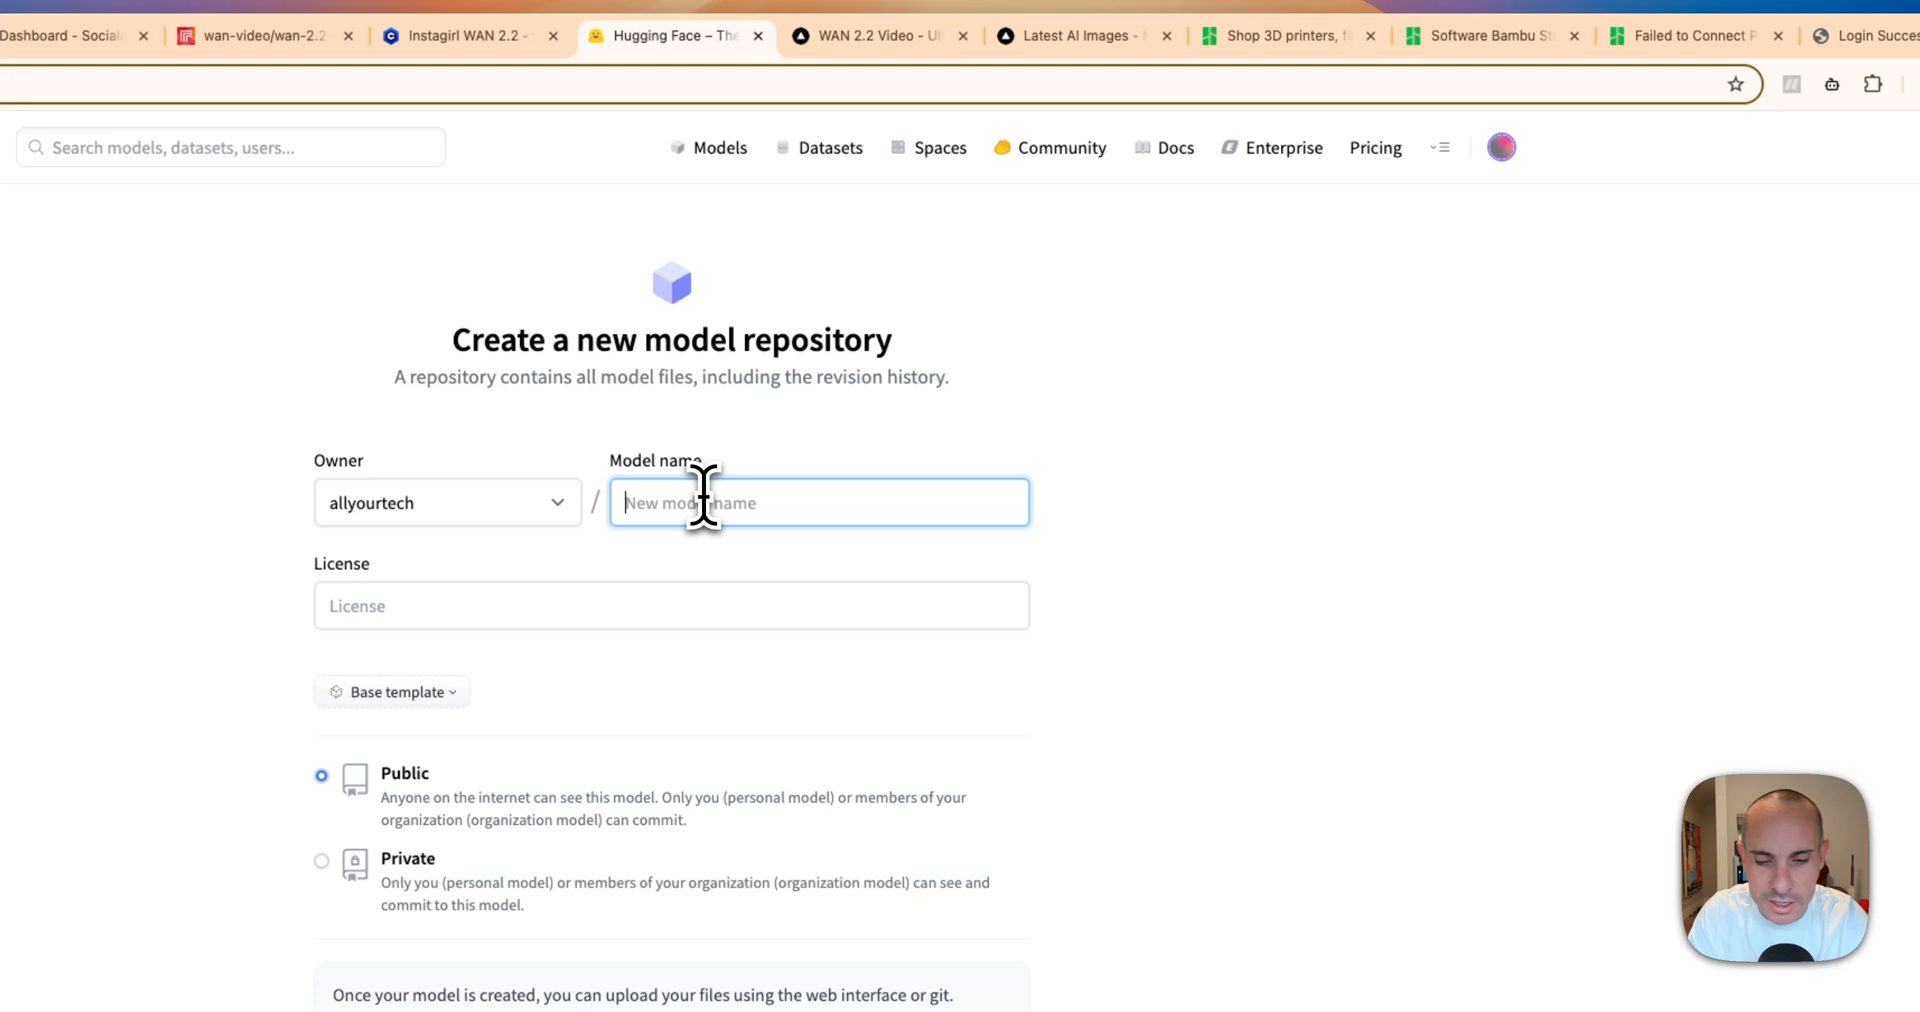 Dashboard - Social
wan-video/wan-2.2
Instagirl WAN 2.2 -
Hugging Face – The
WAN 2.2 Video - Ul
Latest AI Images -
Shop 3D printers, fi
Software Bambu St
Failed to Connect P
Login Succes
Search models, datasets, users...
Models
Datasets
Spaces
Community
Docs
Enterprise
Pricing
Create a new model repository
A repository contains all model files, including the revision history.
Owner
Model name
allyourtech
/
New model name
License
License
Base template
Public
Anyone on the internet can see this model. Only you (personal model) or members of your
organization (organization model) can commit.
Private
Only you (personal model) or members of your organization (organization model) can see and
commit to this model.
Once your model is created, you can upload your files using the web interface or git.